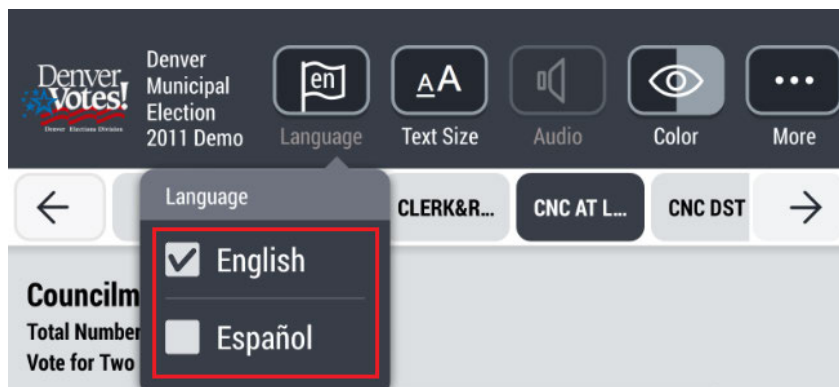 Denver
Votes!
Denver Elections Division
Denver
Municipal
Election
2011 Demo
en
Language
AA
Text Size
Audio
Color
More
Language
CLERK&R...
CNC AT L...
CNC DST
English
Español
Councilm
Total Number
Vote for Two